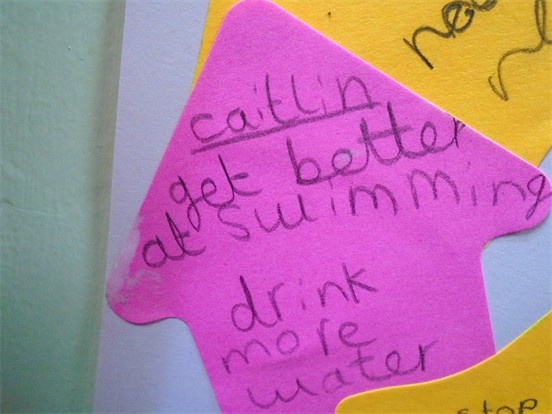 caitlin
get better
at swimming
drink
more
water
stop